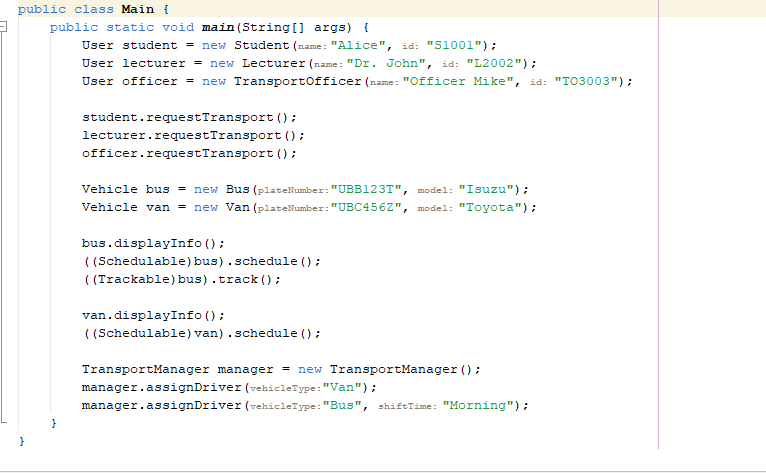 public class Main {
public static void main(String[] args) {
User student = new Student(name: "Alice", id: "S1001");
User lecturer = new Lecturer(name: "Dr. John", id: "L2002");
User officer = new TransportOfficer(name: "Officer Mike", id: "TO3003");
student.requestTransport();
lecturer.requestTransport();
officer.requestTransport();
Vehicle bus = new Bus(plateNumber: "UBB123T", model: "Isuzu");
Vehicle van = new Van(plateNumber: "UBC456Z", model: "Toyota");
bus.displayInfo();
((Schedulable)bus).schedule();
((Trackable)bus).track();
van.displayInfo();
((Schedulable)van).schedule();
TransportManager manager = new TransportManager();
manager.assignDriver(vehicleType: "Van");
manager.assignDriver(vehicleType: "Bus", shiftTime: "Morning");
}
}